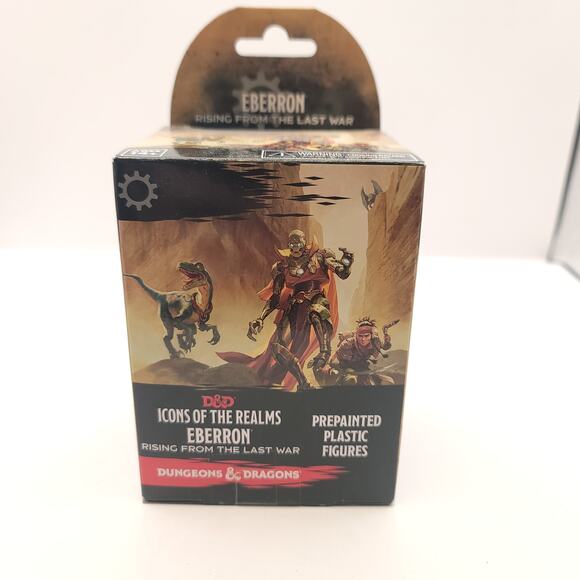 EBERRON
RISING FROM THE LAST WAR
WARNING:
D&D
ICONS OF THE REALMS
EBERRON
RISING FROM THE LAST WAR
PREPAINTED
PLASTIC
FIGURES
DUNGEONS & DRAGONS